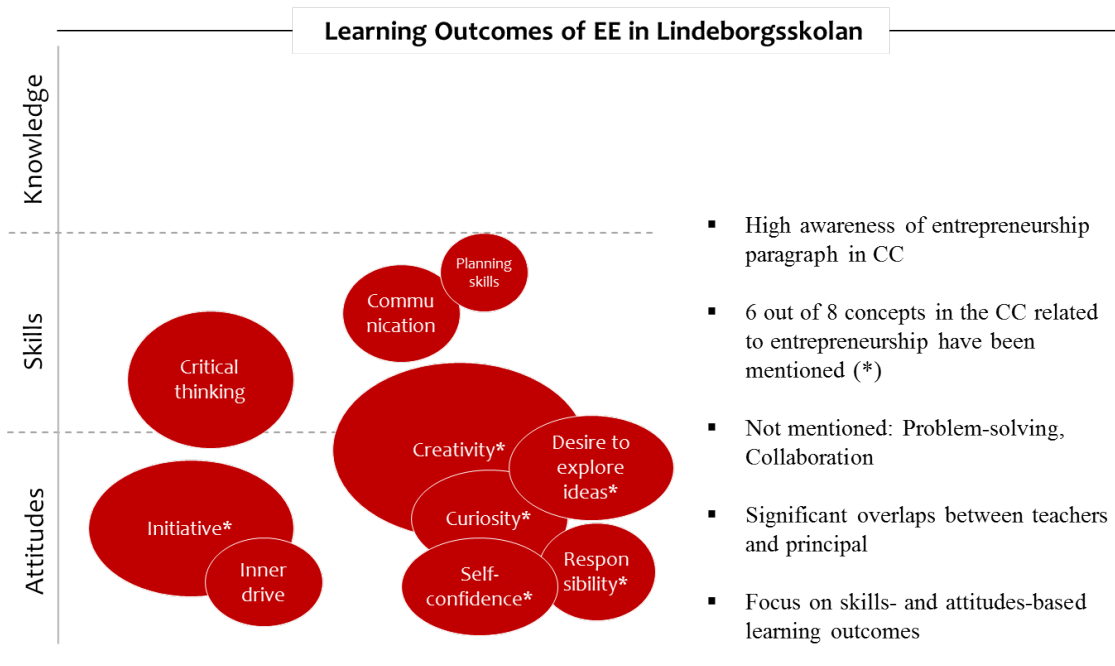 Learning Outcomes of EE in Lindeborgsskolan
Knowledge
Skills
Attitudes
Planning
skills
Commu
nication
Critical
thinking
Creativity*
Desire to
explore
ideas*
Curiosity*
Initiative*
Inner
drive
Self-
confidence*
Respon
sibility*
▪ High awareness of entrepreneurship
paragraph in CC
▪ 6 out of 8 concepts in the CC related
to entrepreneurship have been
mentioned (*)
▪ Not mentioned: Problem-solving,
Collaboration
▪ Significant overlaps between teachers
and principal
▪ Focus on skills- and attitudes-based
learning outcomes